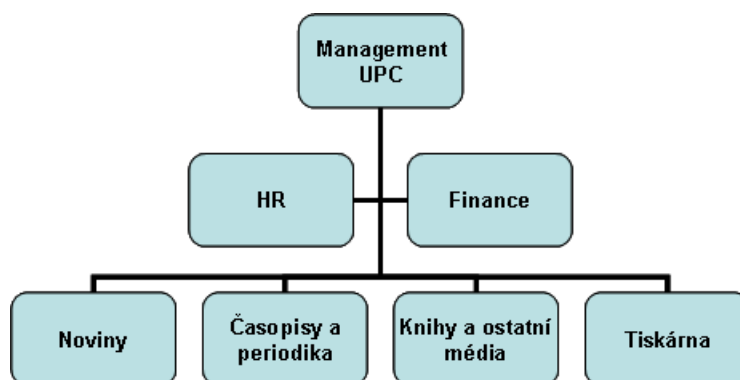 Management
UPC
HR
Finance
Noviny
Časopisy a
periodika
Knihy a ostatní
média
Tiskárna